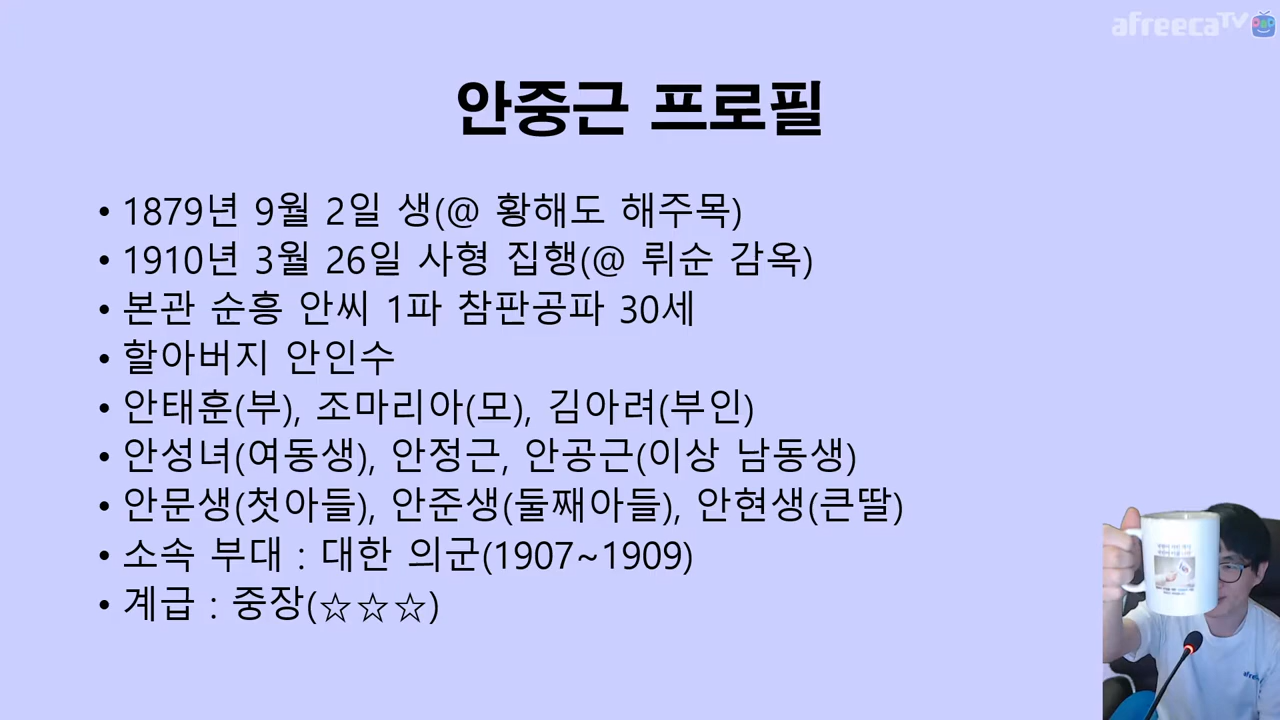 afreecaTV
안중근 프로필
• 1879년 9월 2일 생(@ 황해도 해주목)
• 1910년 3월 26일 사형 집행(@ 뤼순 감옥)
• 본관 순흥 안씨 1파 참판공파 30세
• 할아버지 안인수
• 안태훈(부), 조마리아(모), 김아려(부인)
• 안성녀(여동생), 안정근, 안공근(이상 남동생)
• 안문생(첫아들), 안준생(둘째아들), 안현생(큰딸)
• 소속 부대 : 대한 의군(1907~1909)
• 계급 : 중장(☆☆☆)